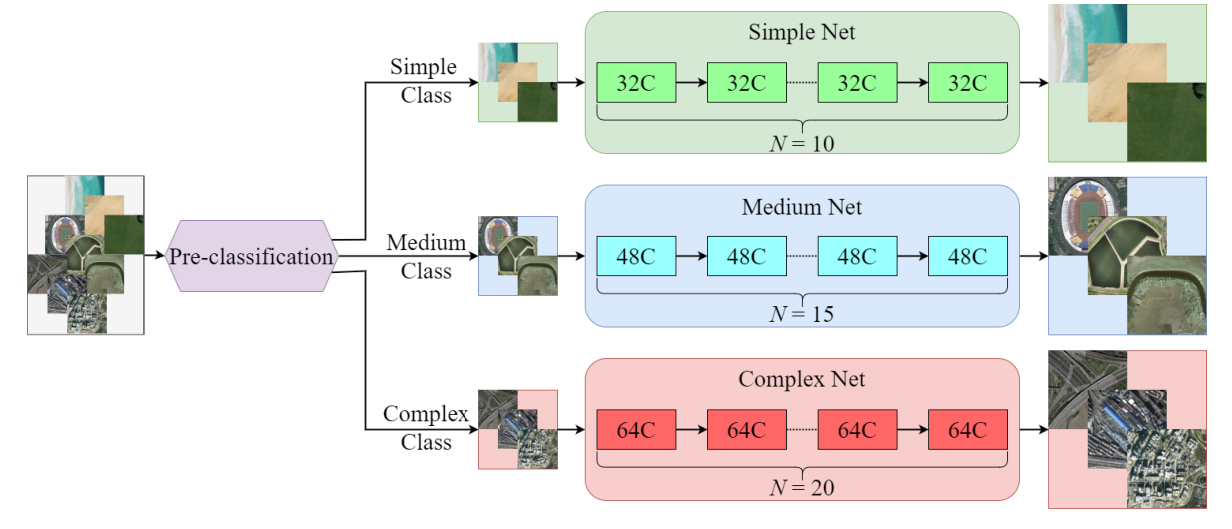 Pre-classification
Simple
Class
Simple Net
32C
32C
32C
32C
N = 10
Medium
Class
Medium Net
48C
48C
48C
48C
N = 15
Complex
Class
Complex Net
64C
64C
64C
64C
N = 20